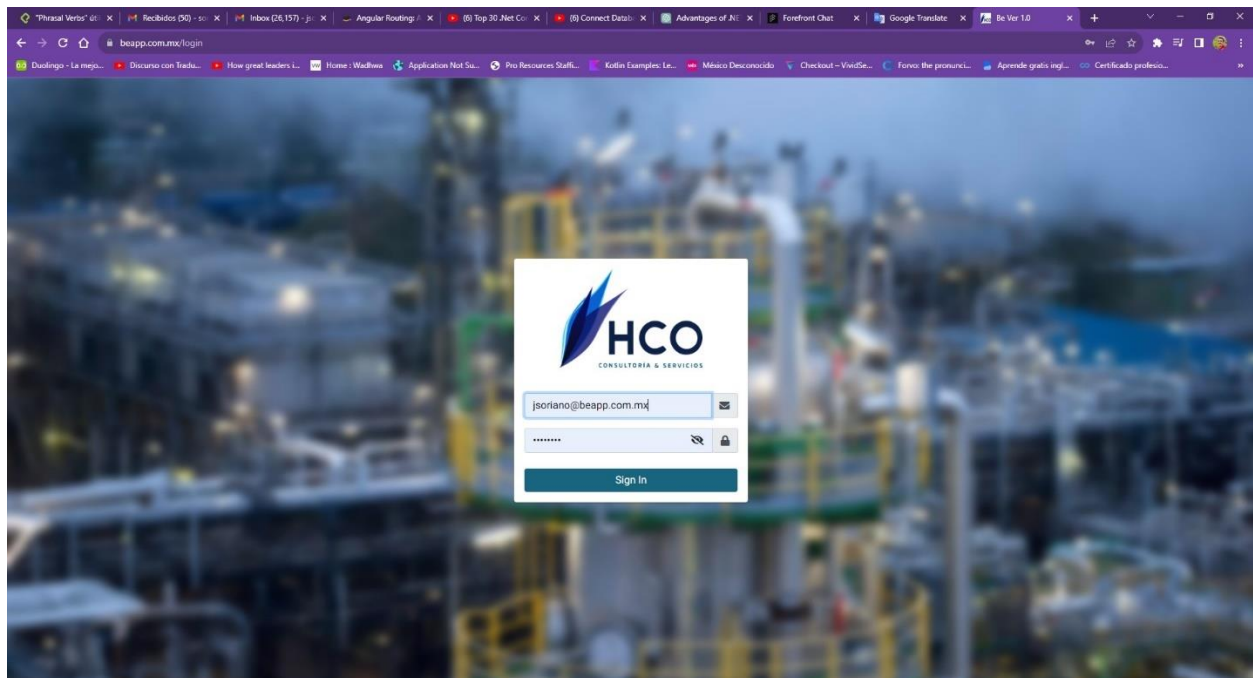 "Phrasal Verbs" úti
Recibidos (50) - so
Inbox (26,157) - js
Angular Routing: A
(6) Top 30 .Net Co
(6) Connect Datab
Advantages of .NE
Forefront Chat
Google Translate
Be Ver 1.0
beapp.com.mx/login
Duolingo - La mejo...
Discurso con Tradu...
How great leaders i...
Home : Wadhwa
Application Not Su...
Pro Resources Staffi...
Kotlin Examples: Le...
México Desconocido
Checkout – VividSe...
Forvo: the pronunci...
Aprende gratis ingl...
Certificado profesio...
HCO
CONSULTORÍA & SERVICIOS
jsoriano@beapp.com.mx
Sign In